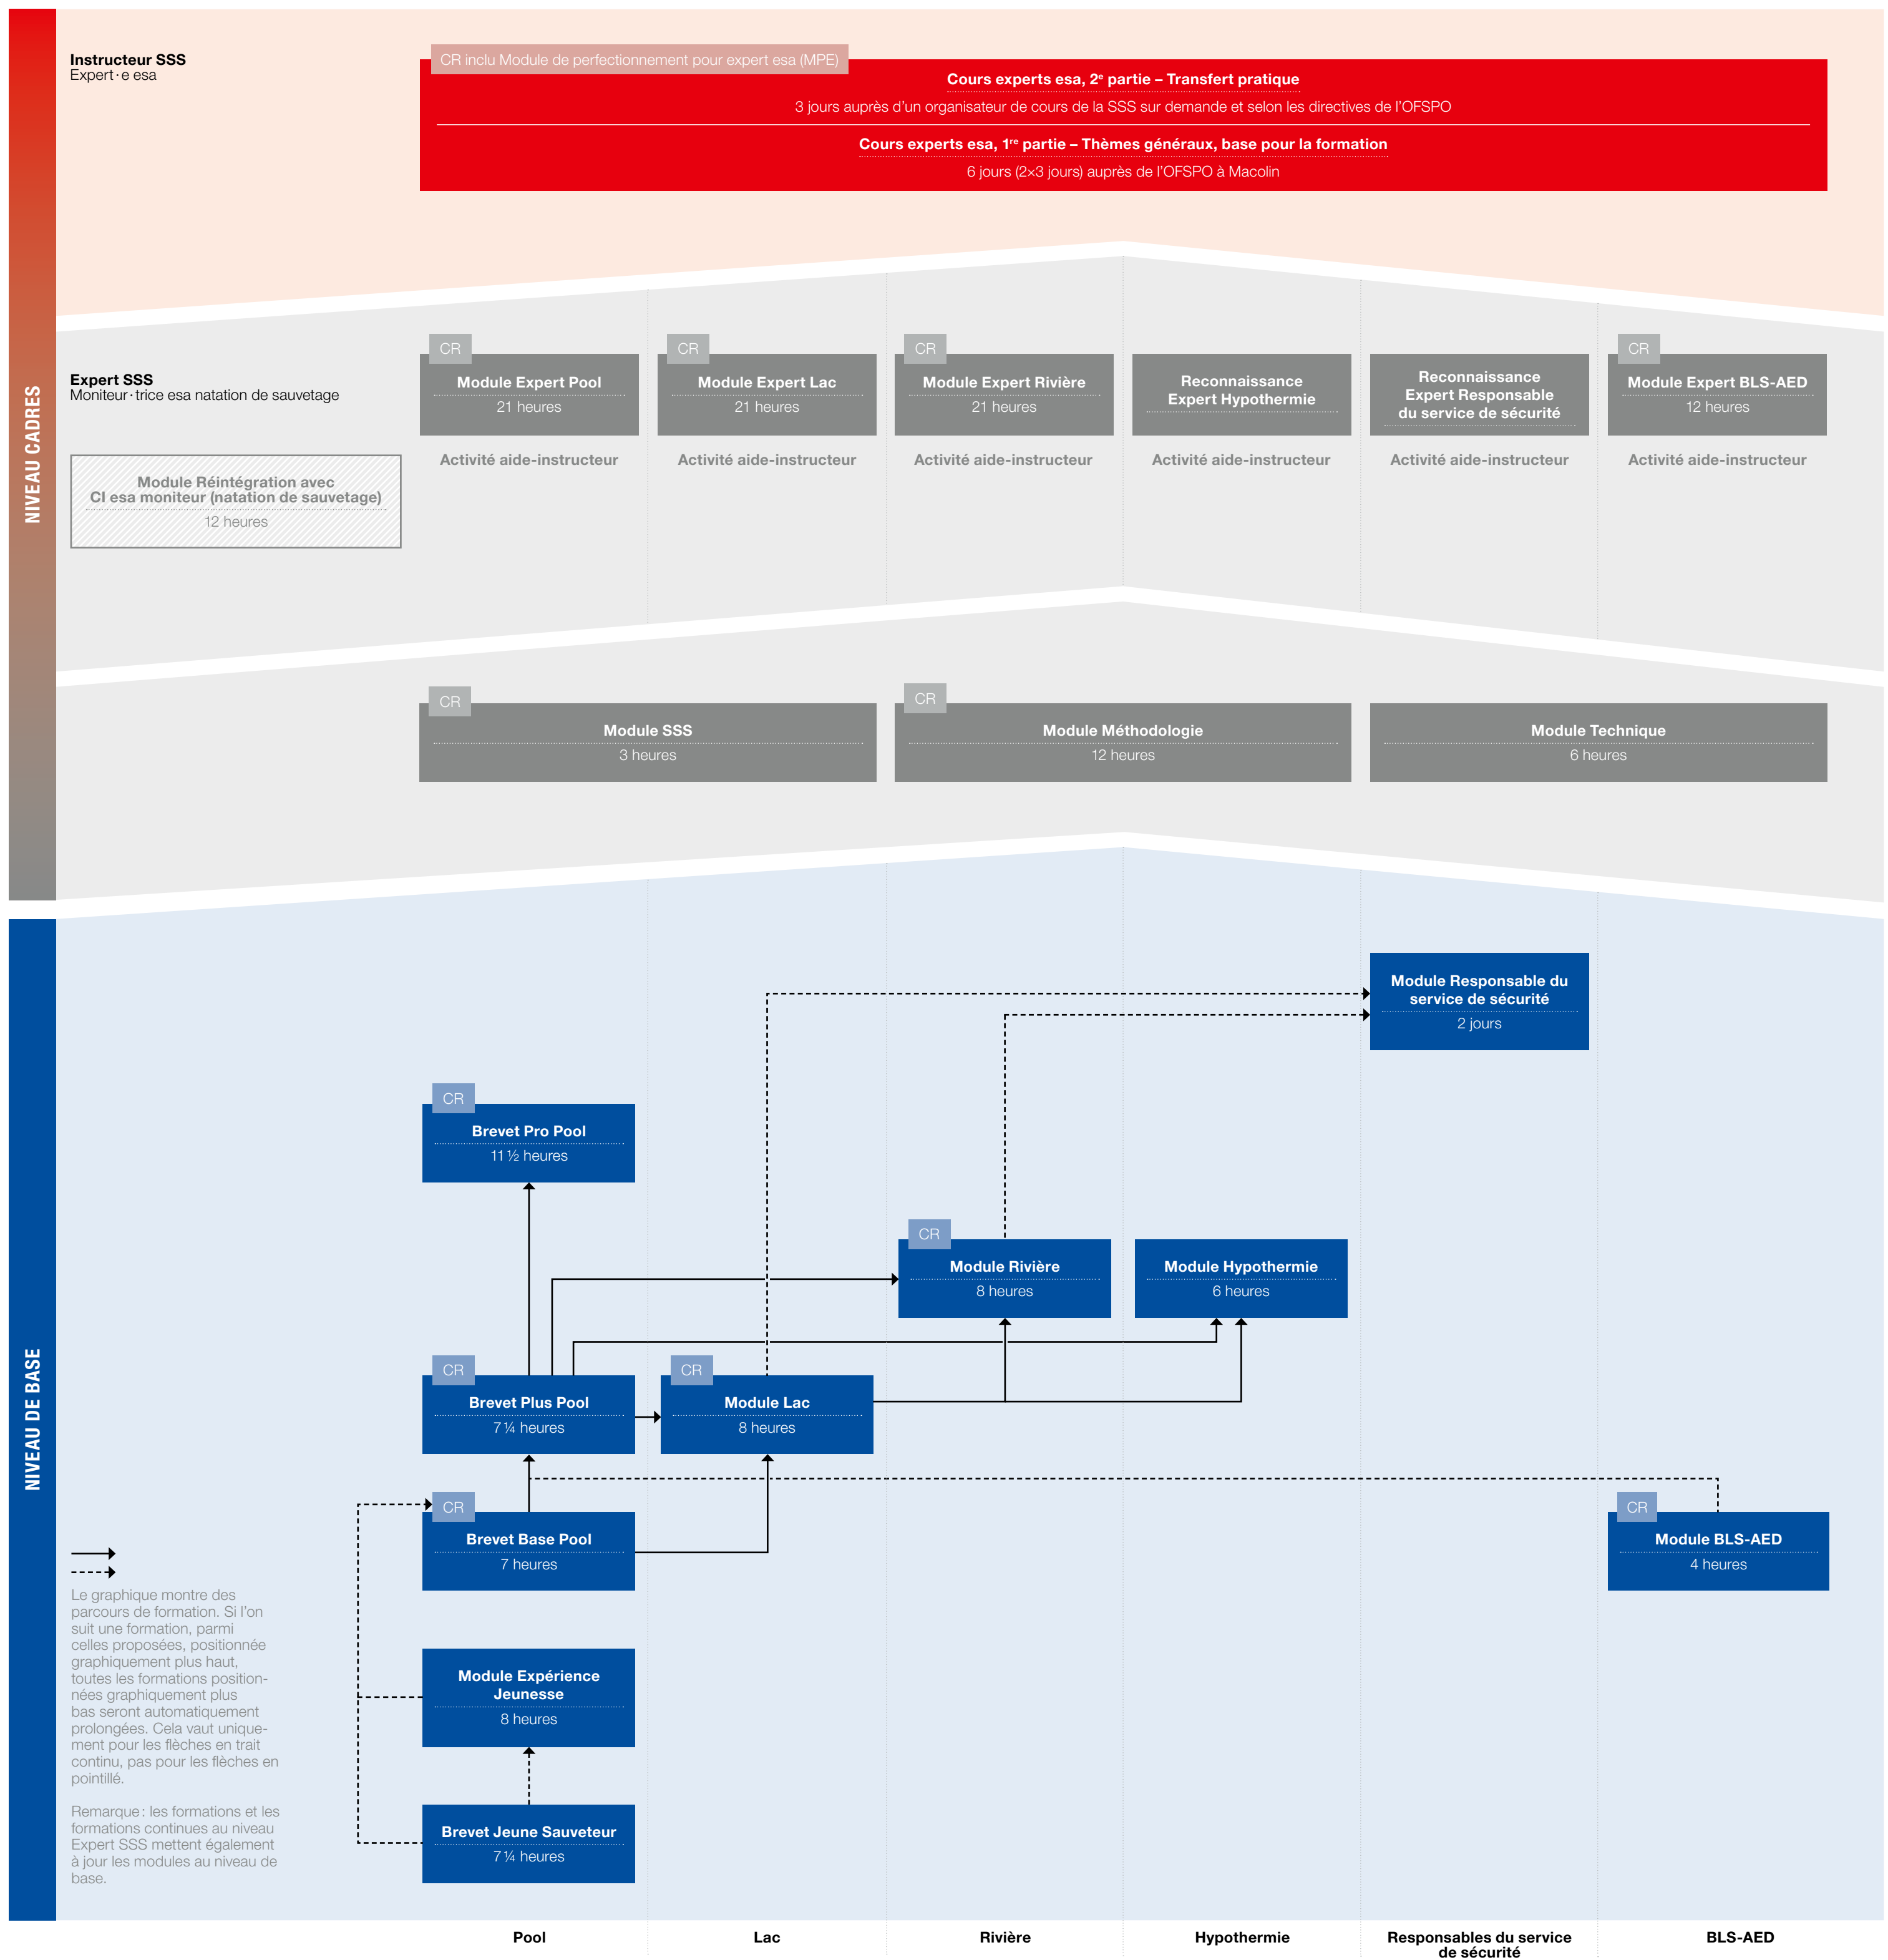 NIVEAU CADRES
Instructeur SSS
Expert·e esa
CR inclu Module de perfectionnement pour expert esa (MPE)
Cours experts esa, 2e partie – Transfert pratique
3 jours auprès d’un organisateur de cours de la SSS sur demande et selon les directives de l’OFSPO
Cours experts esa, 1re partie – Thèmes généraux, base pour la formation
6 jours (2×3 jours) auprès de l’OFSPO à Macolin
Expert SSS
Moniteur·trice esa natation de sauvetage
Module Réintégration avec
CI esa moniteur (natation de sauvetage)
12 heures
CR
Module Expert Pool
21 heures
Activité aide-instructeur
CR
Module Expert Lac
21 heures
Activité aide-instructeur
CR
Module Expert Rivière
21 heures
Activité aide-instructeur
Reconnaissance
Expert Hypothermie
Activité aide-instructeur
Reconnaissance
Expert Responsable
du service de sécurité
Activité aide-instructeur
CR
Module Expert BLS-AED
12 heures
Activité aide-instructeur
CR
Module SSS
3 heures
CR
Module Méthodologie
12 heures
Module Technique
6 heures
NIVEAU DE BASE
Module Responsable du
service de sécurité
2 jours
CR
Brevet Pro Pool
11 ½ heures
CR
Module Rivière
8 heures
Module Hypothermie
6 heures
CR
Brevet Plus Pool
7 ¼ heures
CR
Module Lac
8 heures
CR
Brevet Base Pool
7 heures
CR
Module BLS-AED
4 heures
Module Expérience
Jeunesse
8 heures
Brevet Jeune Sauveteur
7 ¼ heures
Le graphique montre des
parcours de formation. Si l’on
suit une formation, parmi
celles proposées, positionnée
graphiquement plus haut,
toutes les formations position-
nées graphiquement plus
bas seront automatiquement
prolongées. Cela vaut unique-
ment pour les flèches en trait
continu, pas pour les flèches en
pointillé.
Remarque : les formations et les
formations continues au niveau
Expert SSS mettent également
à jour les modules au niveau de
base.
Pool
Lac
Rivière
Hypothermie
Responsables du service
de sécurité
BLS-AED